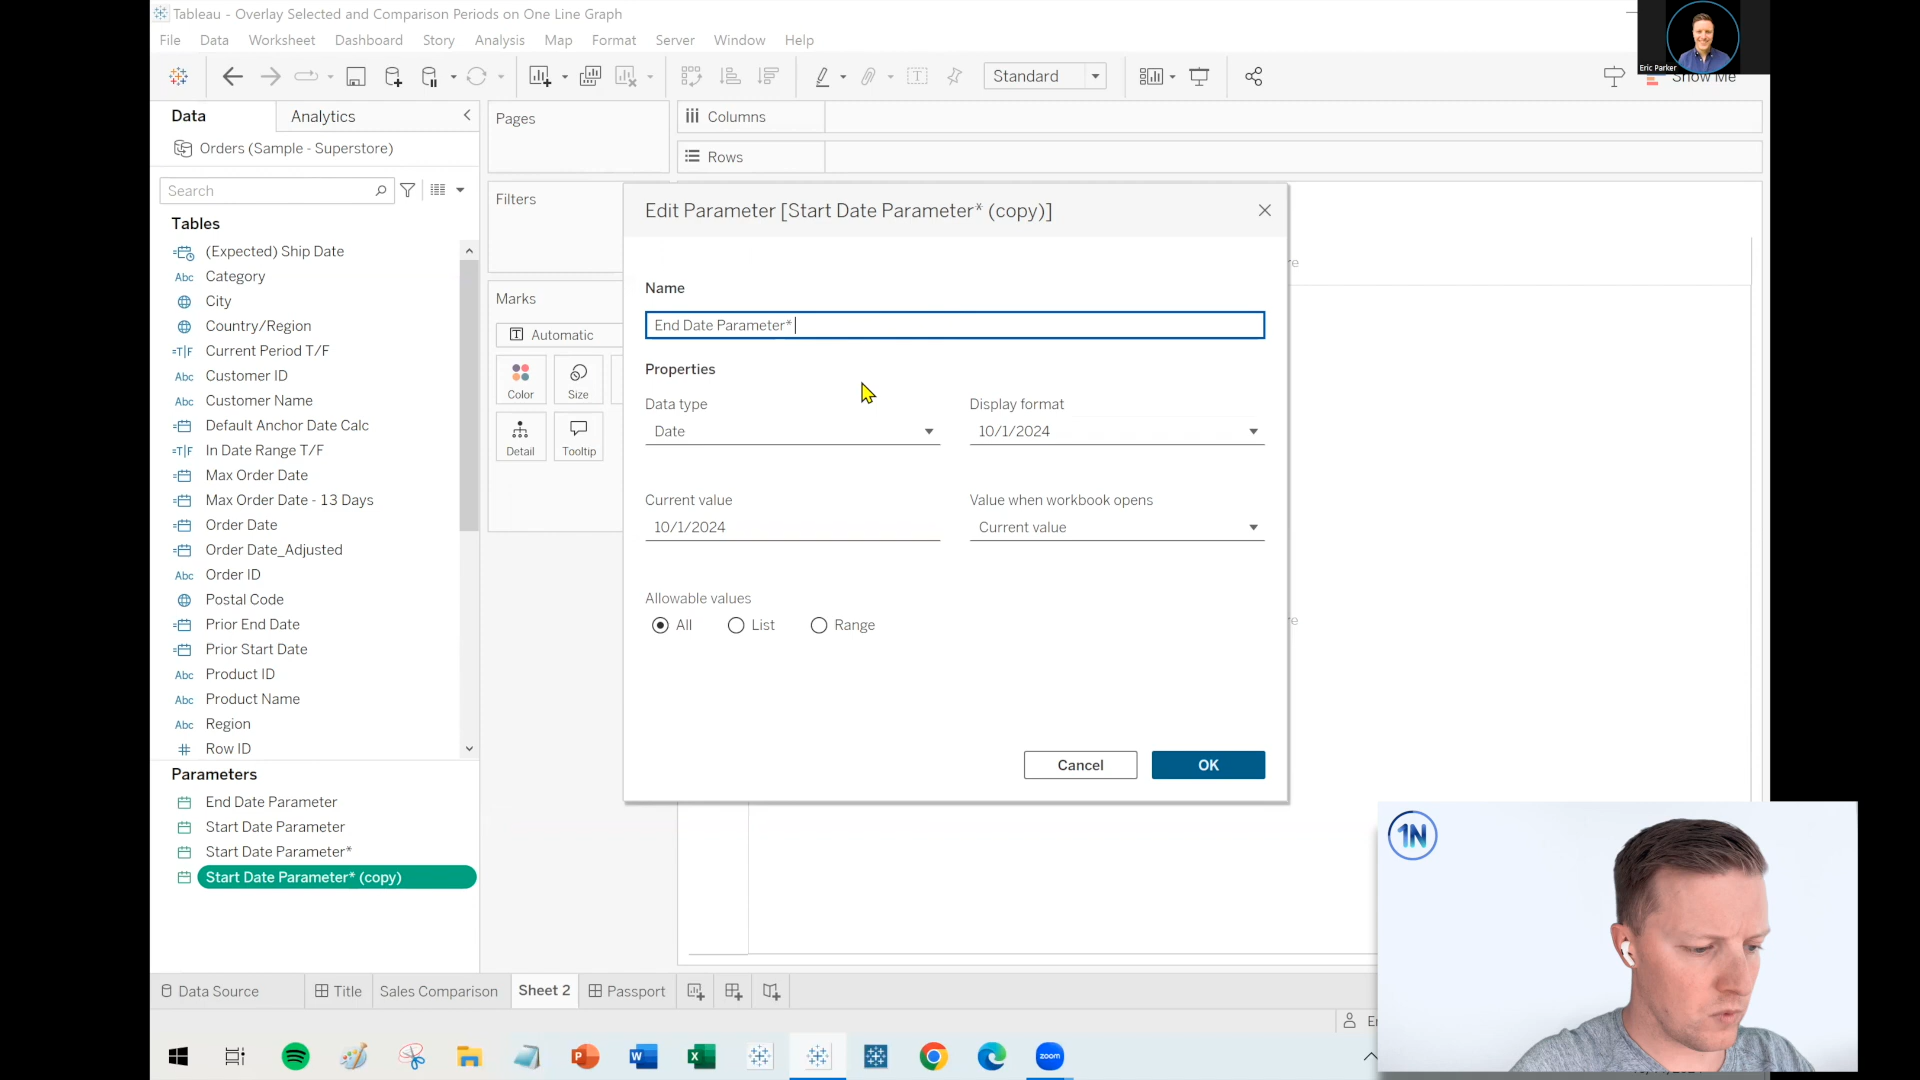 Tableau - Overlay Selected and Comparison Periods on One Line Graph
File Data Worksheet Dashboard Story Analysis Map Format Server Window Help
Eric Parker
Standard
Show Me
Data Analytics
Pages
Columns
Orders (Sample - Superstore)
Rows
Search
Filters
Tables
Edit Parameter [Start Date Parameter* (copy)]
(Expected) Ship Date
Abc Category
City
Country/Region
T|F Current Period T/F
Abc Customer ID
Abc Customer Name
Default Anchor Date Calc
T|F In Date Range T/F
Max Order Date
Max Order Date - 13 Days
Order Date
Order Date_Adjusted
Abc Order ID
Postal Code
Prior End Date
Prior Start Date
Abc Product ID
Abc Product Name
Abc Region
# Row ID
Marks
Automatic
Color
Size
Detail
Tooltip
Name
End Date Parameter*
Properties
Data type
Display format
Date
10/1/2024
Current value
Value when workbook opens
10/1/2024
Current value
Allowable values
All List Range
Cancel OK
Parameters
End Date Parameter
Start Date Parameter
Start Date Parameter*
Start Date Parameter* (copy)
1N
Data Source Title Sales Comparison Sheet 2 Passport
zoom